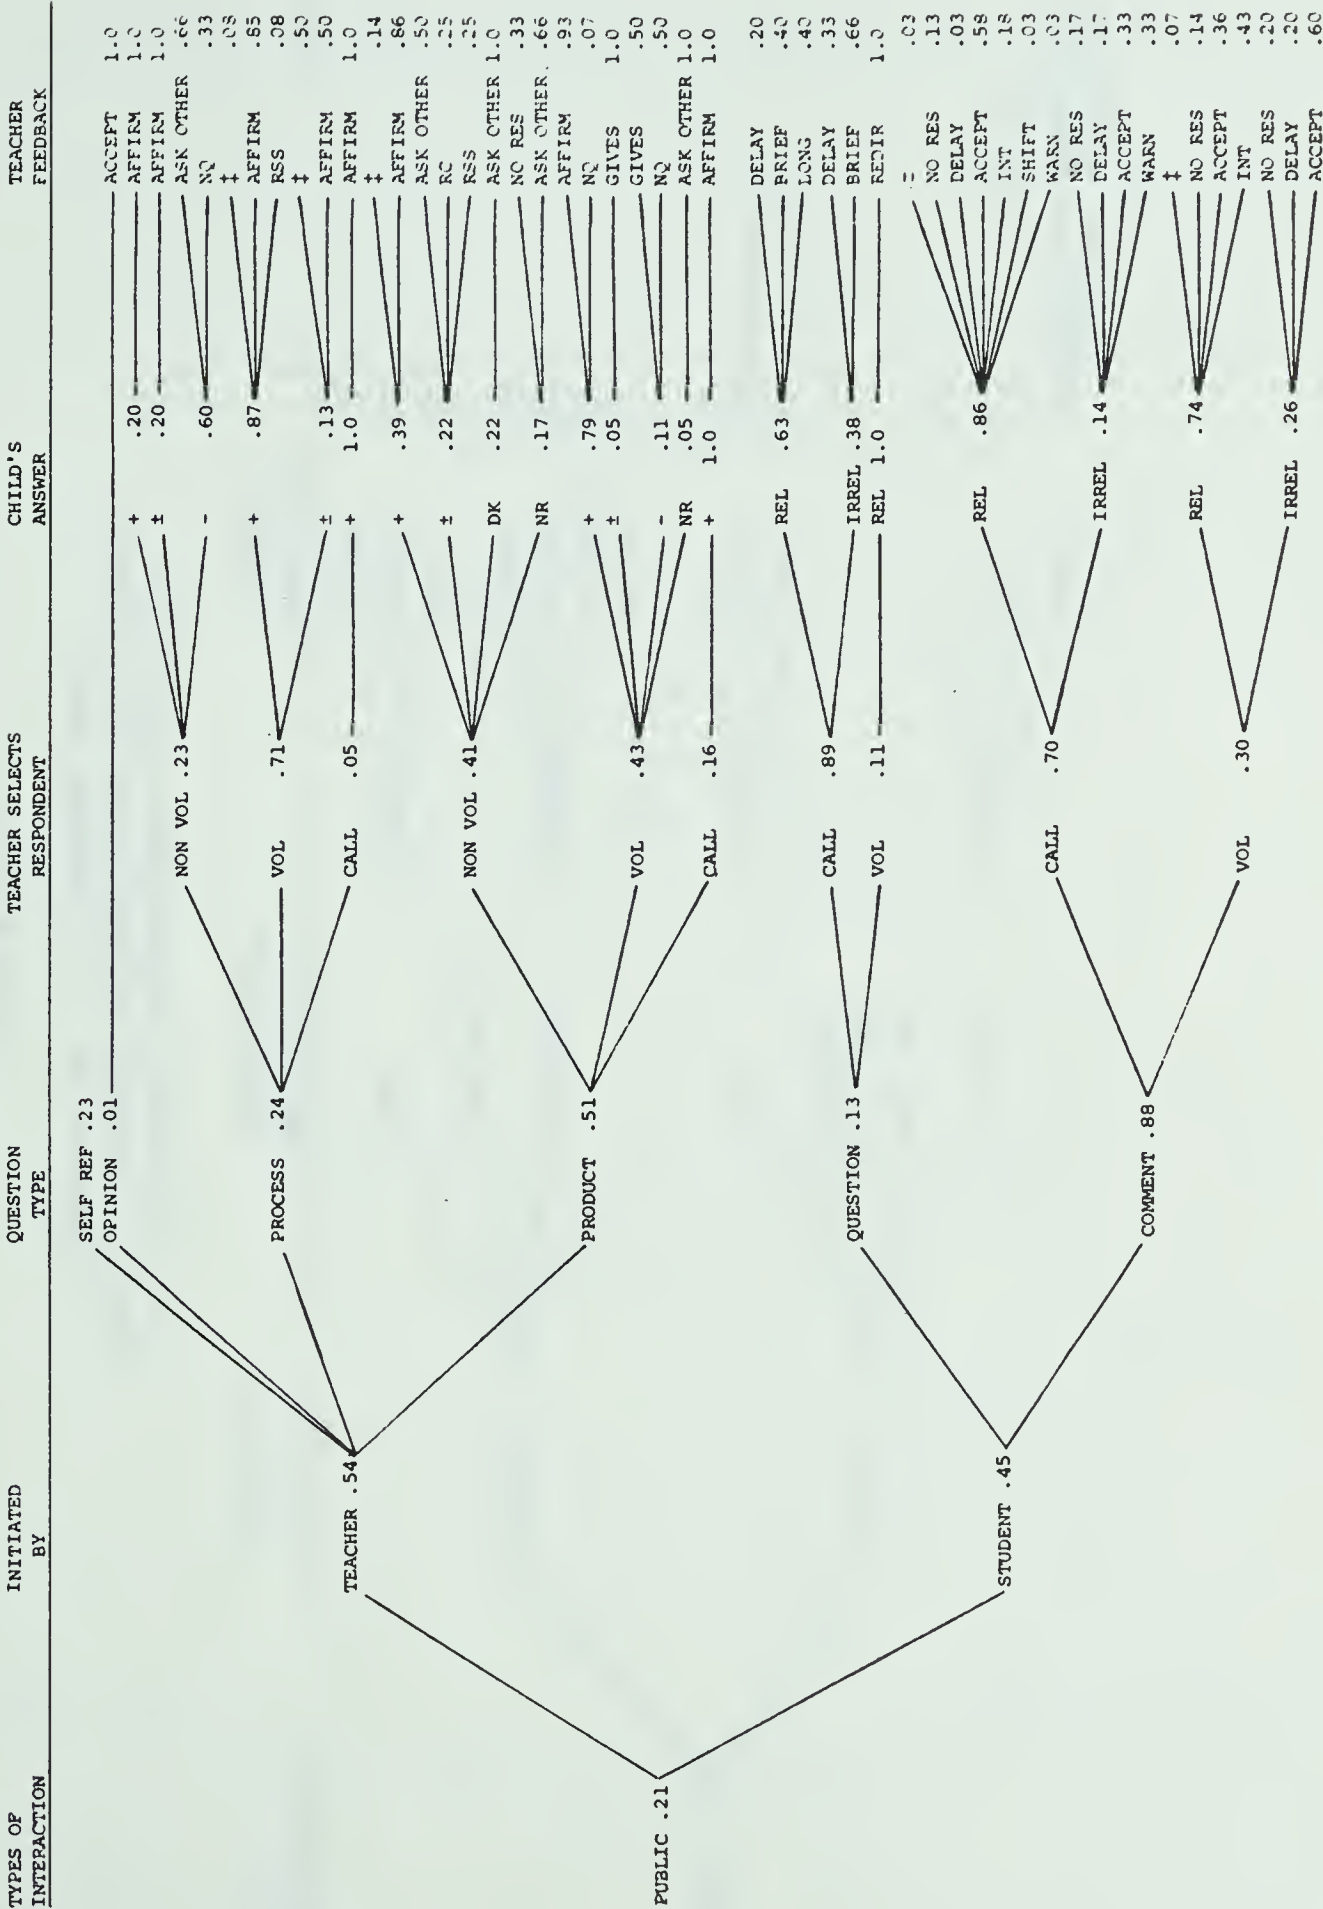 TYPES OF INTERACTION
INITIATED BY
QUESTION TYPE
TEACHER SELECTS RESPONDENT
CHILD'S ANSWER
TEACHER FEEDBACK
PUBLIC .21
TEACHER .54
SELF REF .23
OPINION .01
ACCEPT 1.0
PROCESS .24
NON VOL .23
+ .20 AFFIRM 1.0
± .20 AFFIRM 1.0
- .60 ASK OTHER .66
NQ .33
VOL .71
+ .87 ‡ .08
AFFIRM .85
RSS .08
± .13 ‡ .50
AFFIRM .50
CALL .05
+ 1.0 AFFIRM 1.0
PRODUCT .51
NON VOL .41
+ .39 ‡ .14
AFFIRM .86
± .22 ASK OTHER .50
RC .25
RSS .25
DK .22 ASK OTHER 1.0
NR .17 NO RES .33
ASK OTHER .66
VOL .43
+ .79 AFFIRM .93
NQ .07
± .05 GIVES 1.0
- .11 GIVES .50
NQ .50
NR .05 ASK OTHER 1.0
CALL .16
+ 1.0 AFFIRM 1.0
STUDENT .45
QUESTION .13
CALL .89
REL .63 DELAY .20
BRIEF .40
LONG .40
IRREL .38 DELAY .33
BRIEF .66
VOL .11
REL 1.0 REDIR 1.0
COMMENT .88
CALL .70
REL .86 .03
NO RES .13
DELAY .03
ACCEPT .58
INT .18
SHIFT .03
WARN .03
IRREL .14 NO RES .17
DELAY .17
ACCEPT .33
WARN .33
VOL .30
REL .74 ‡ .07
NO RES .14
ACCEPT .36
INT .43
IRREL .26 NO RES .20
DELAY .20
ACCEPT .60